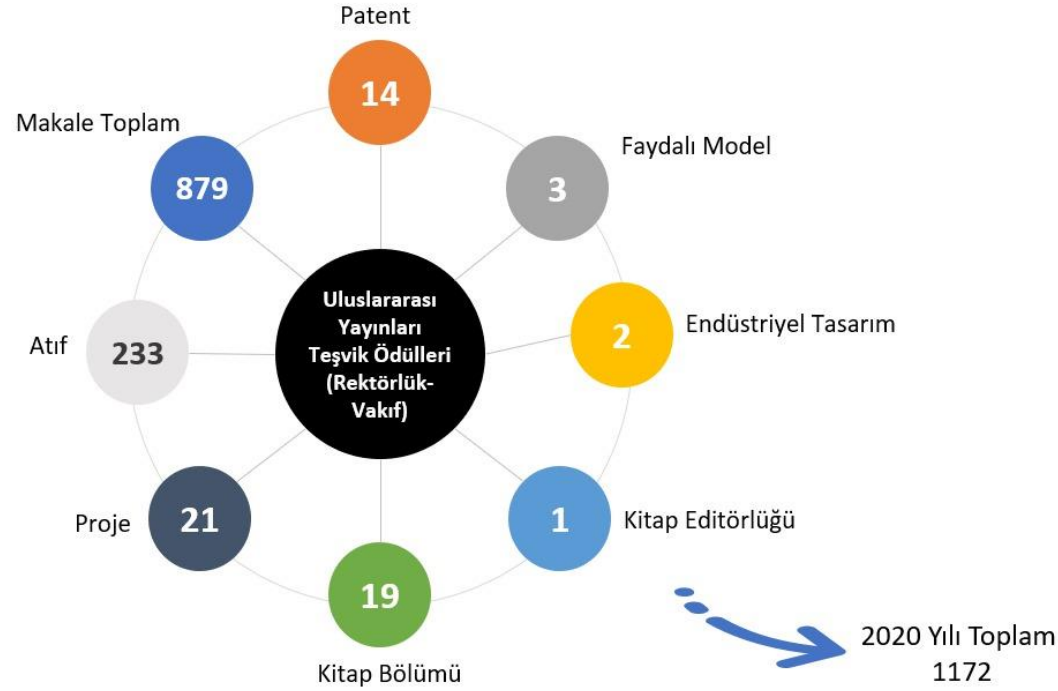 Patent
14
Faydalı Model
3
Endüstriyel Tasarım
2
Kitap Editörlüğü
1
Kitap Bölümü
19
Proje
21
Atıf
233
Makale Toplam
879
Uluslararası
Yayınları
Teşvik Ödülleri
(Rektörlük-
Vakıf)
2020 Yılı Toplam
1172